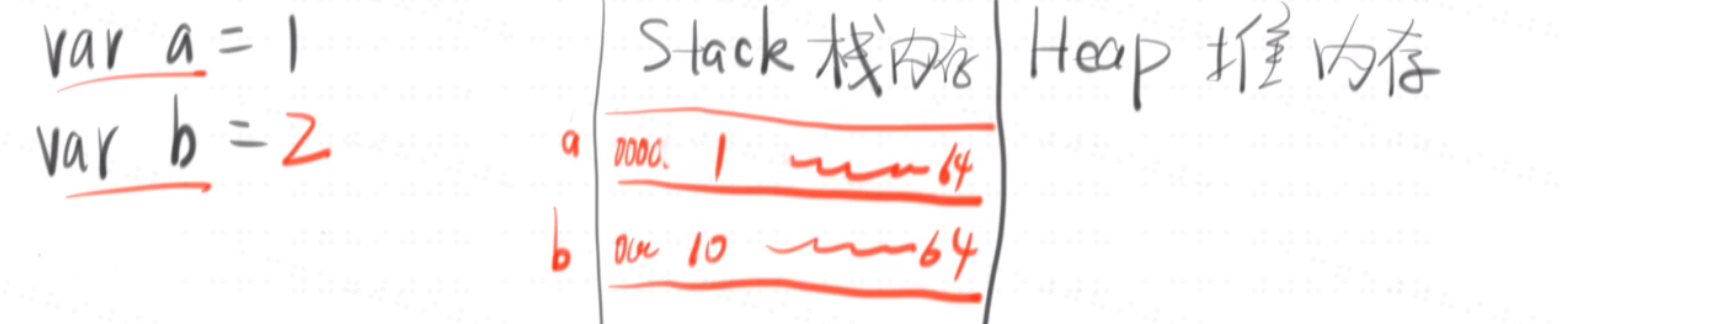 var a = 1
var b = 2
Stack 栈内存
Heap 堆内存
a 0000. 1 64
b 10 64